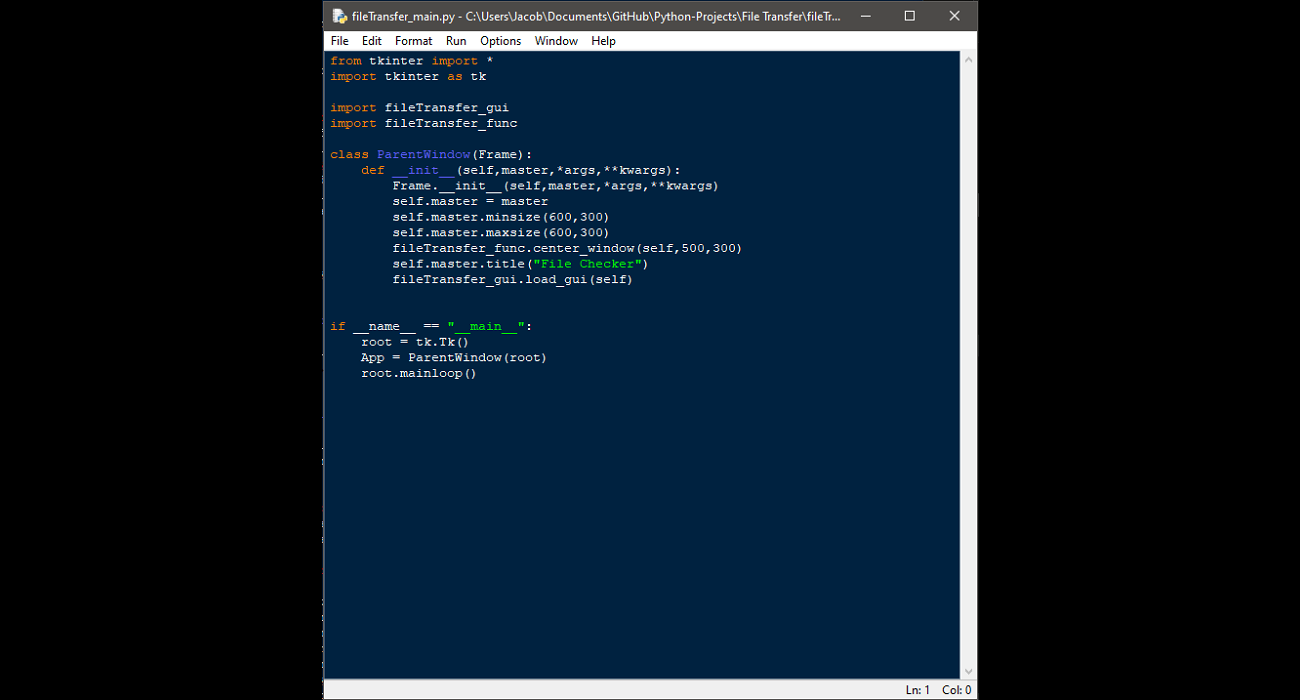 fileTransfer_main.py - C:\Users\Jacob\Documents\GitHub\Python-Projects\File Transfer\fileTr...
File Edit Format Run Options Window Help
from tkinter import *
import tkinter as tk
import fileTransfer_gui
import fileTransfer_func
class ParentWindow(Frame):
    def __init__(self,master,*args,**kwargs):
        Frame.__init__(self,master,*args,**kwargs)
        self.master = master
        self.master.minsize(600,300)
        self.master.maxsize(600,300)
        fileTransfer_func.center_window(self,500,300)
        self.master.title("File Checker")
        fileTransfer_gui.load_gui(self)
if __name__ == "__main__":
    root = tk.Tk()
    App = ParentWindow(root)
    root.mainloop()
Ln: 1 Col: 0